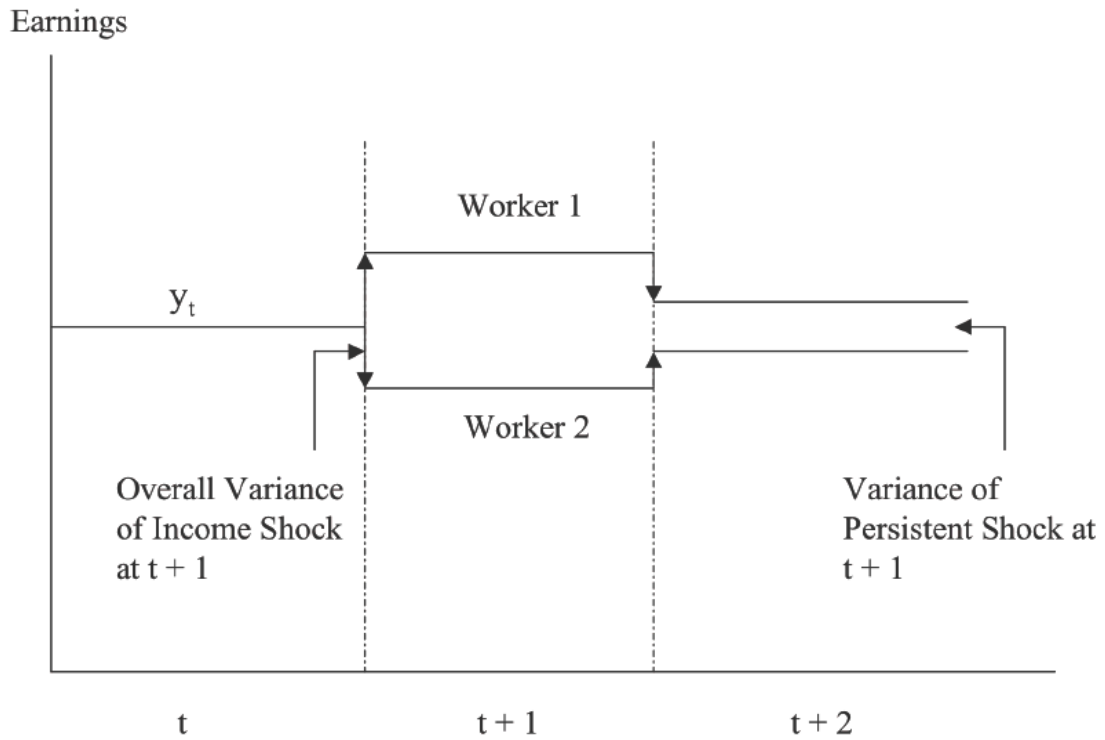 Earnings
Worker 1
yt
Worker 2
Overall Variance
of Income Shock
at t + 1
Variance of
Persistent Shock at
t + 1
t
t + 1
t + 2